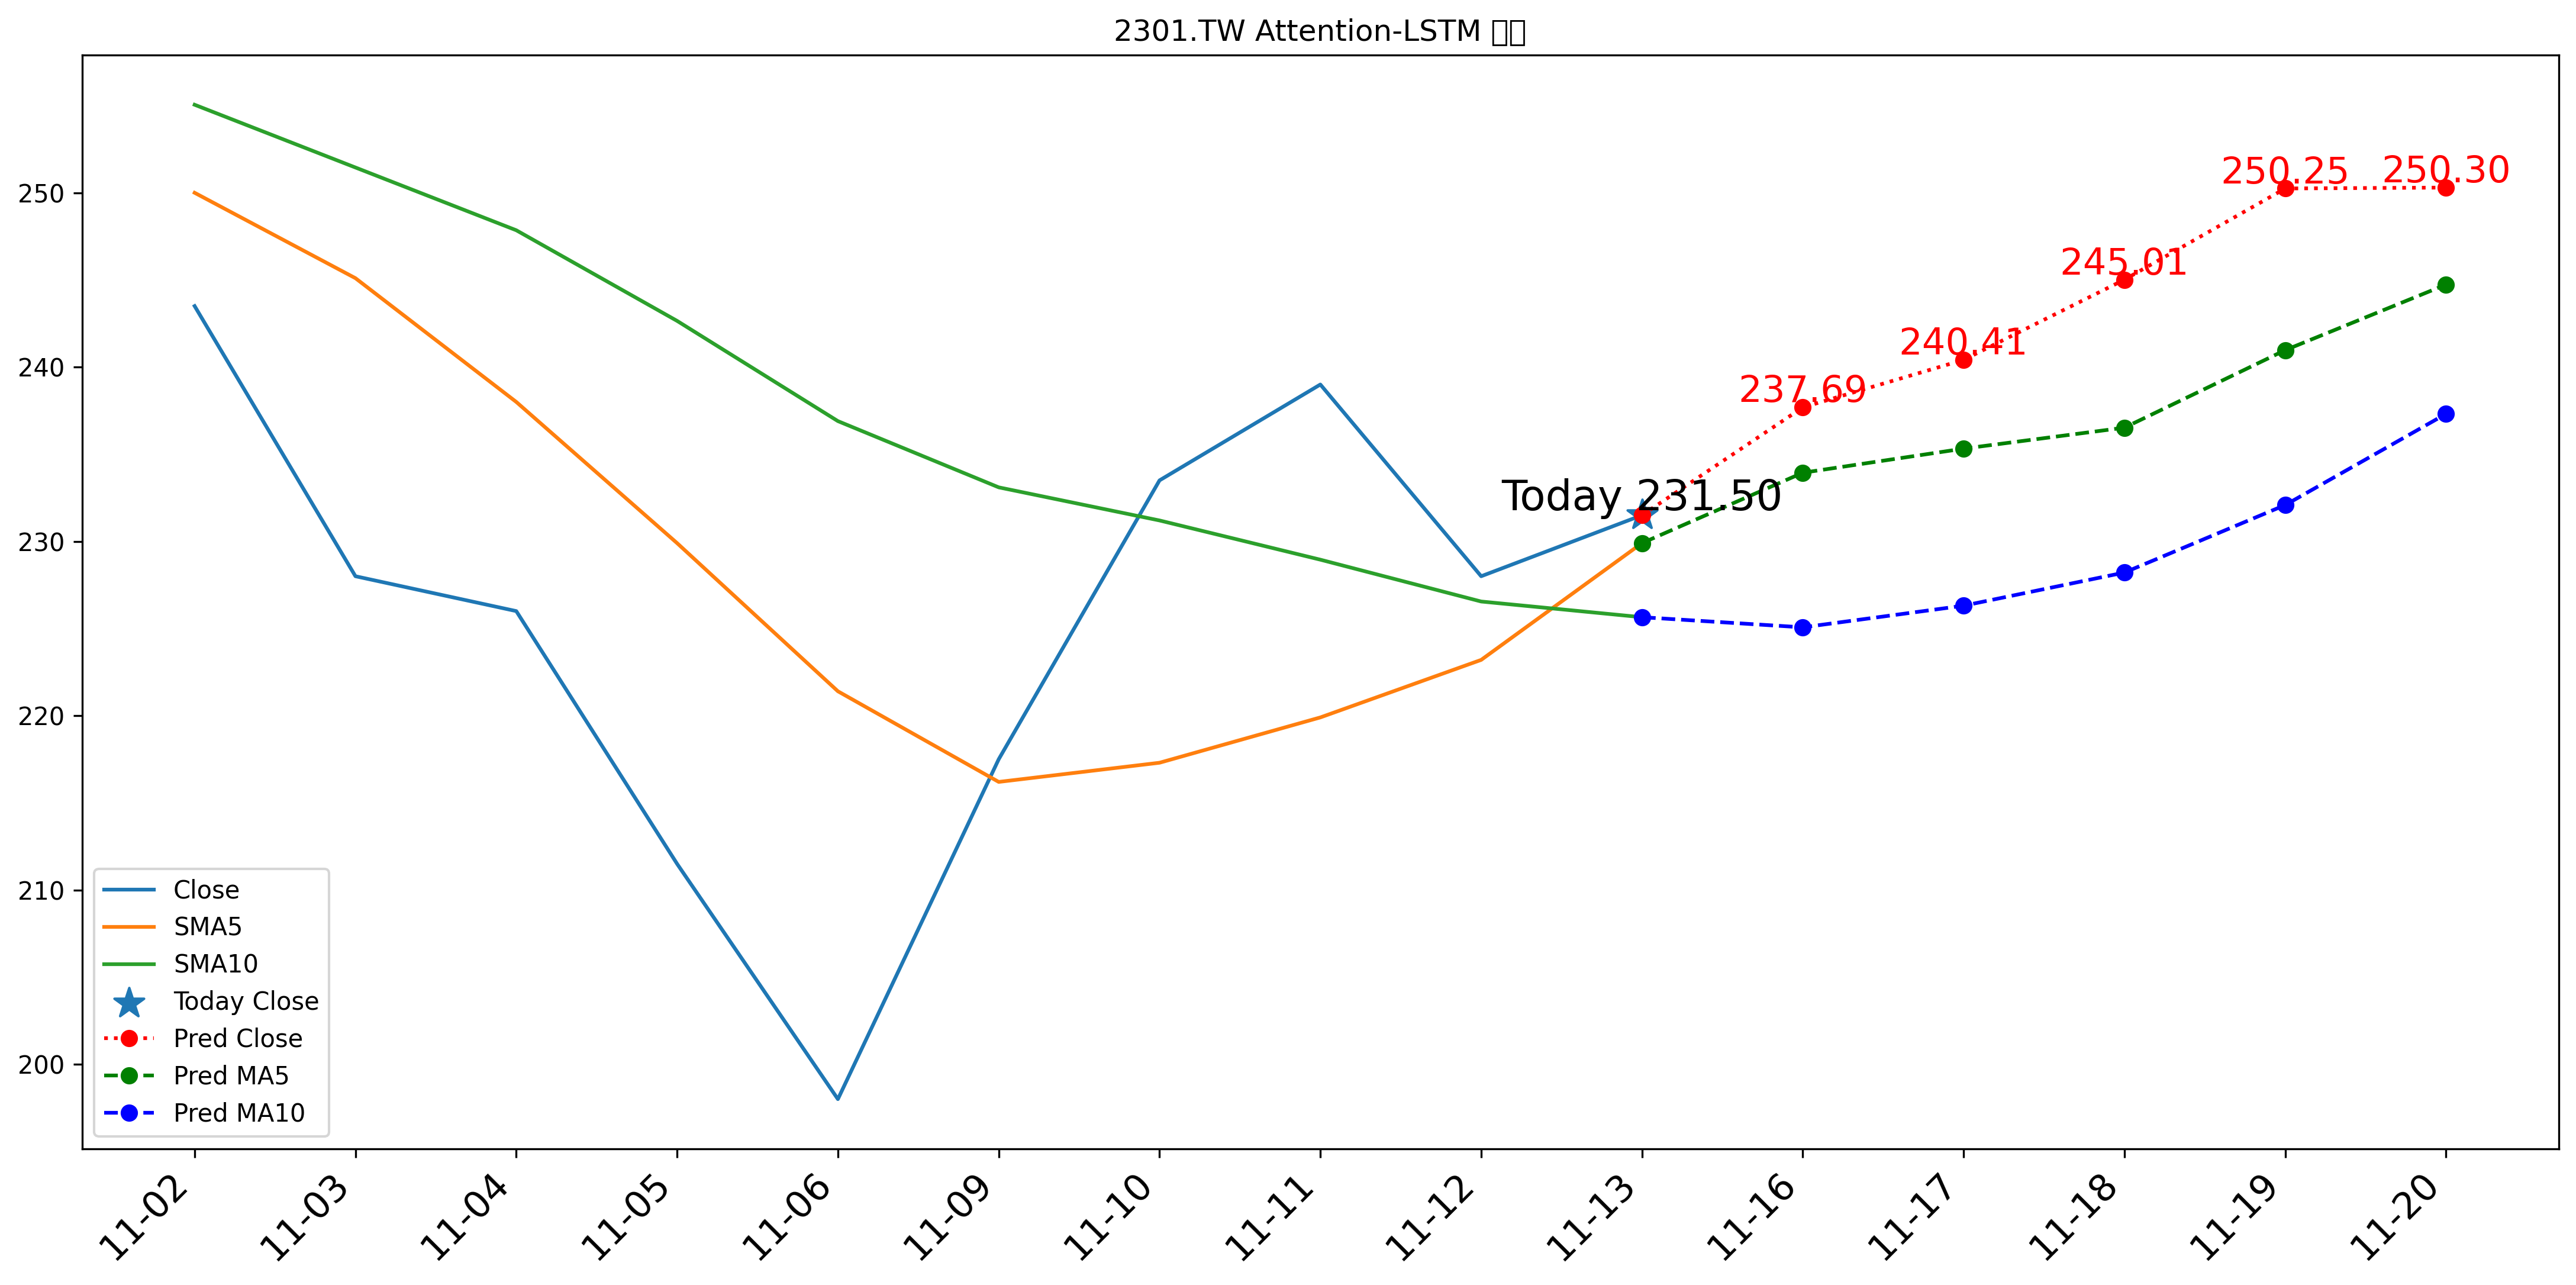 2301.TW Attention-LSTM
250
240
230
220
210
200
250.25
250.30
245.01
240.41
237.69
Today 231.50
Close
SMA5
SMA10
Today Close
Pred Close
Pred MA5
Pred MA10
11-02
11-03
11-04
11-05
11-06
11-09
11-10
11-11
11-12
11-13
11-16
11-17
11-18
11-19
11-20